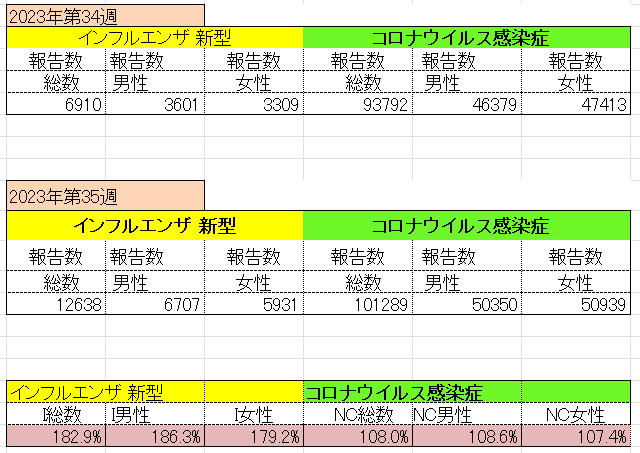 2023年第34週
インフルエンザ 新型 コロナウイルス感染症
報告数 報告数 報告数 報告数 報告数 報告数
総数 男性 女性 総数 男性 女性
6910 3601 3309 93792 46379 47413
2023年第35週
インフルエンザ 新型 コロナウイルス感染症
報告数 報告数 報告数 報告数 報告数 報告数
総数 男性 女性 総数 男性 女性
12638 6707 5931 101289 50350 50939
インフルエンザ 新型 コロナウイルス感染症
I総数 I男性 I女性 NC総数 NC男性 NC女性
182.9% 186.3% 179.2% 108.0% 108.6% 107.4%